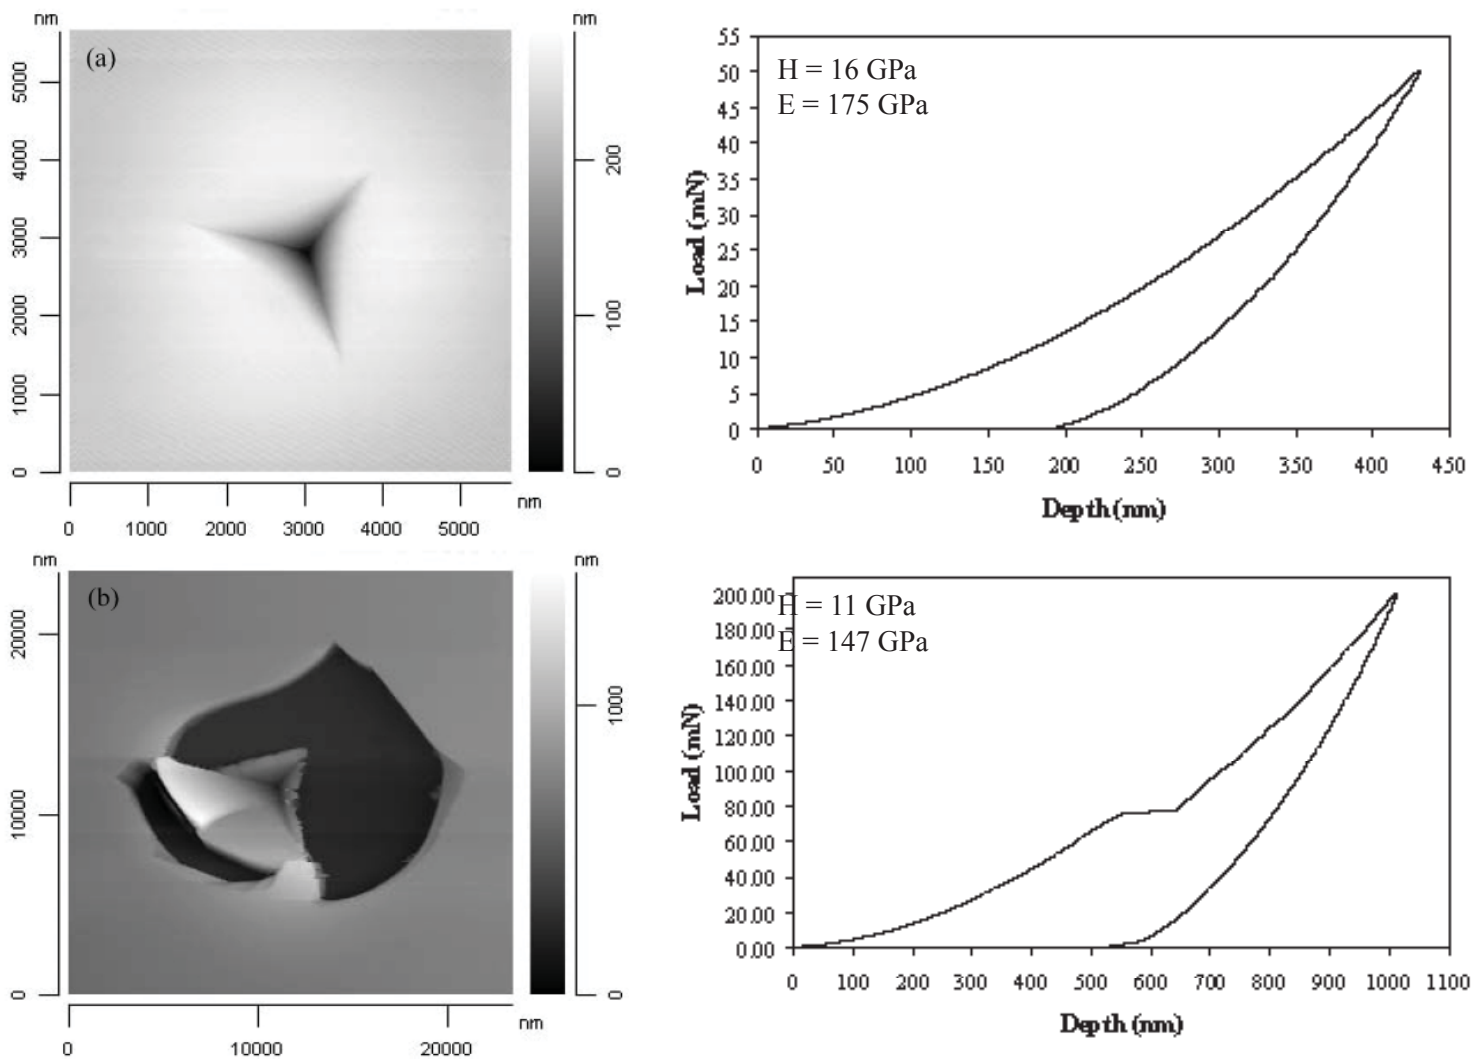 nm
nm
(a)
5000
4000
3000
2000
1000
0
200
100
0
nm
0 1000 2000 3000 4000 5000
H = 16 GPa
E = 175 GPa
Load (mN)
55
50
45
40
35
30
25
20
15
10
5
0
0 50 100 150 200 250 300 350 400 450
Depth (nm)
nm
nm
(b)
20000
10000
0
1000
0
nm
0 10000 20000
H = 11 GPa
E = 147 GPa
Load (mN)
200.00
180.00
160.00
140.00
120.00
100.00
80.00
60.00
40.00
20.00
0.00
0 100 200 300 400 500 600 700 800 900 1000 1100
Depth (nm)